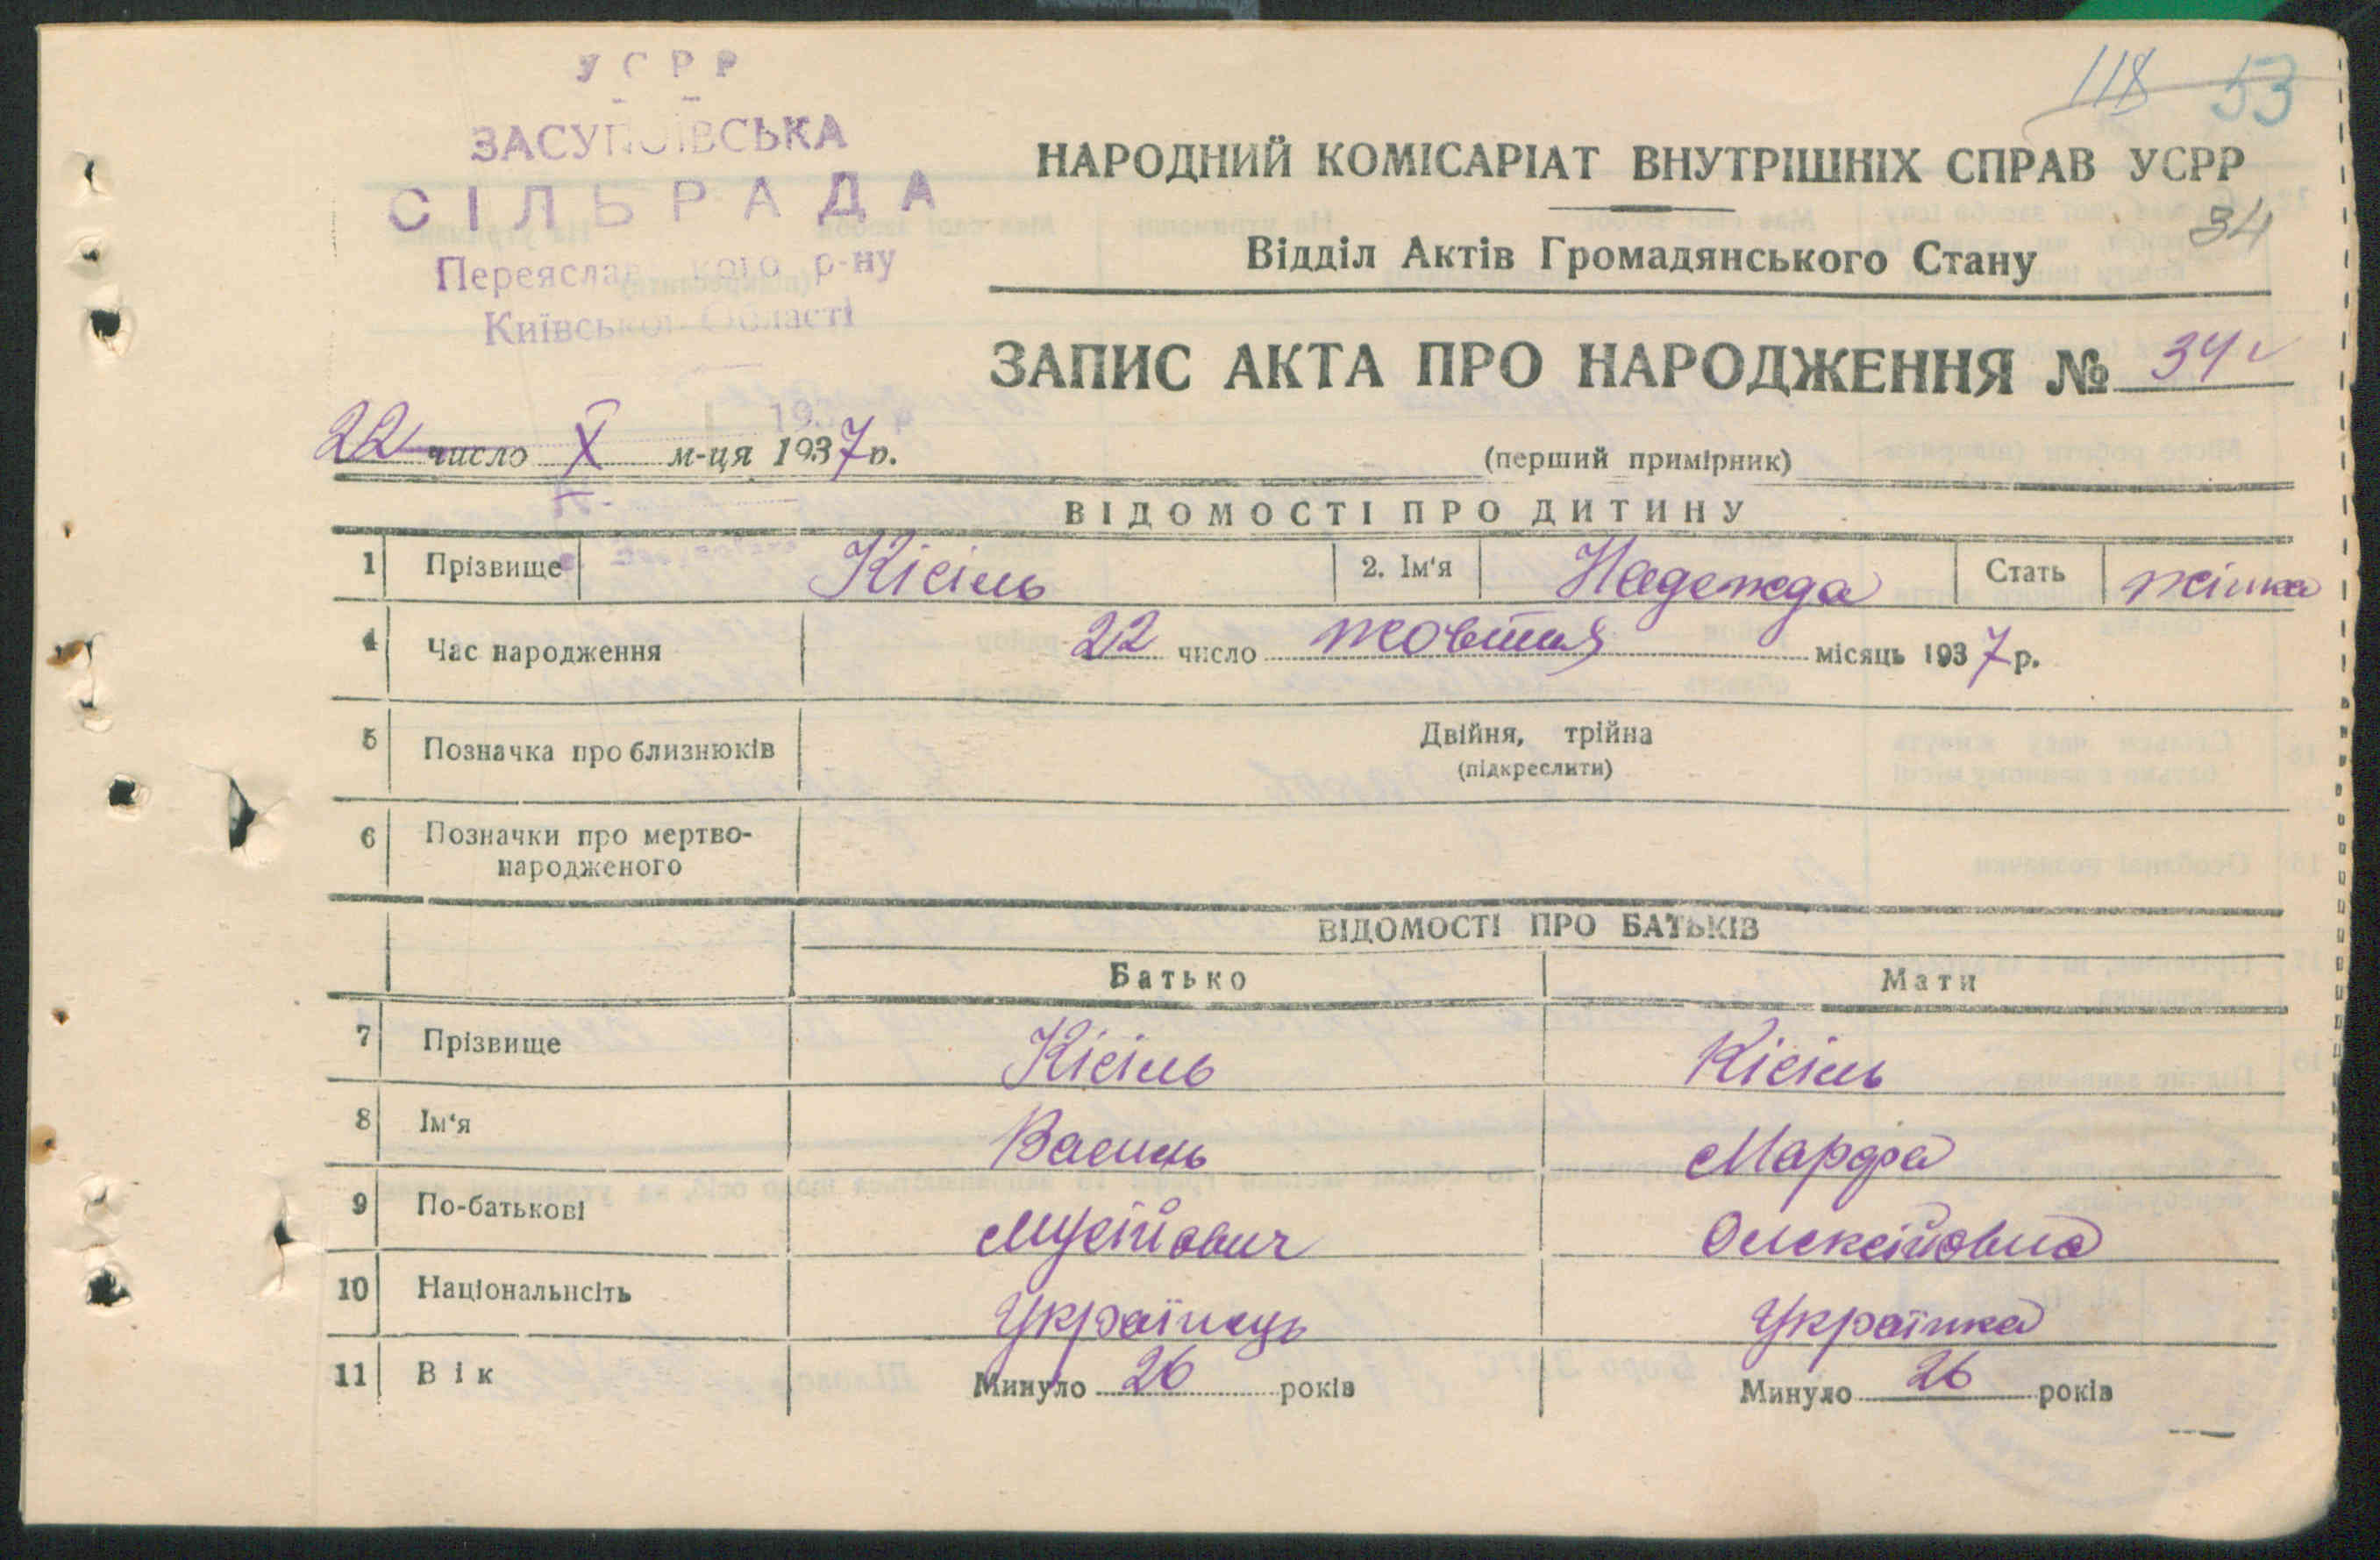 УСРР
ЗАСУПОЇВСЬКА
СІЛЬРАДА
Переяславського р-ну
Київської Області
118 53
НАРОДНИЙ КОМІСАРІАТ ВНУТРІШНІХ СПРАВ УСРР
34
Відділ Актів Громадянського Стану
ЗАПИС АКТА ПРО НАРОДЖЕННЯ № 34
22 число X м-ця 1937 р.
(перший примірник)
ВІДОМОСТІ ПРО ДИТИНУ
1 Прізвище Кісіль 2. Ім'я Надежда Стать жінка
4 Час народження 22 число жовтня місяць 1937 р.
5 Позначка про близнюків Двійня, трійна
(підкреслити)
6 Позначки про мертво-
народженого
ВІДОМОСТІ ПРО БАТЬКІВ
Батько Мати
7 Прізвище Кісіль Кісіль
8 Ім'я Василь Марфа
9 По-батькові Мусійович Олексійовна
10 Національнсіть Українець Українка
11 Вік Минуло 26 років Минуло 26 років